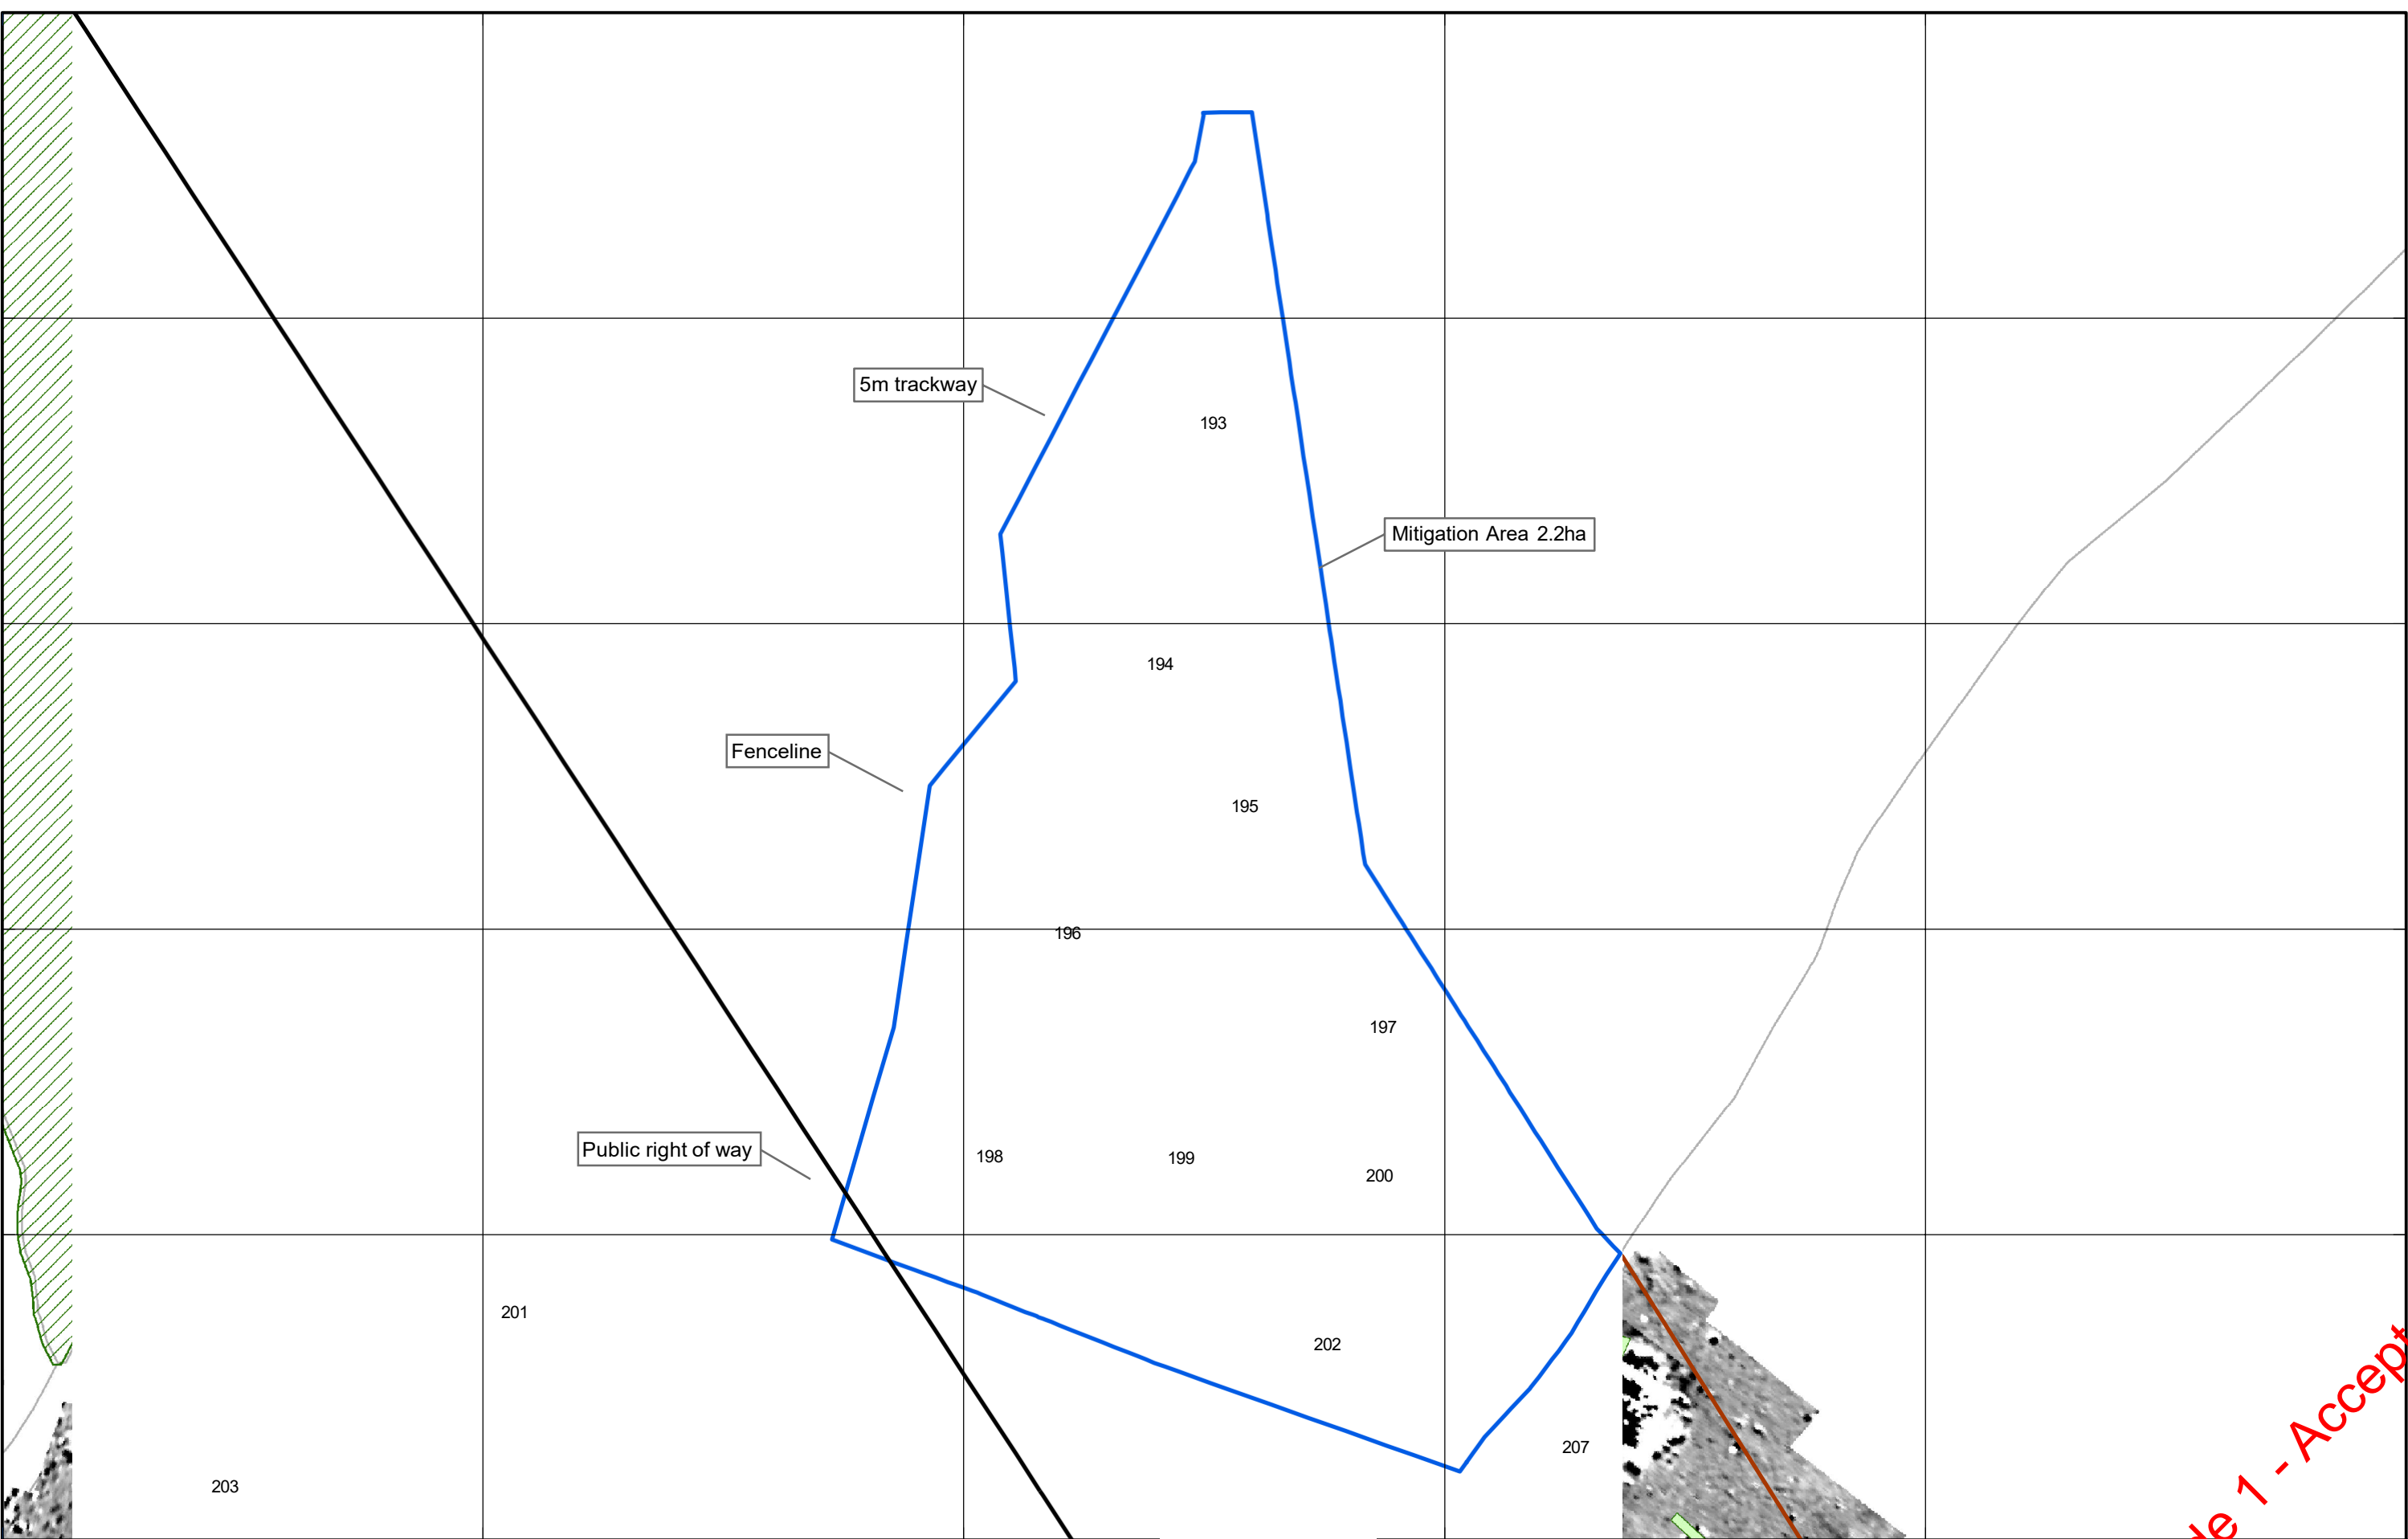 5m trackway
193
Mitigation Area 2.2ha
194
Fenceline
195
196
197
Public right of way
198
199
200
201
202
207
203
de 1 - Accept